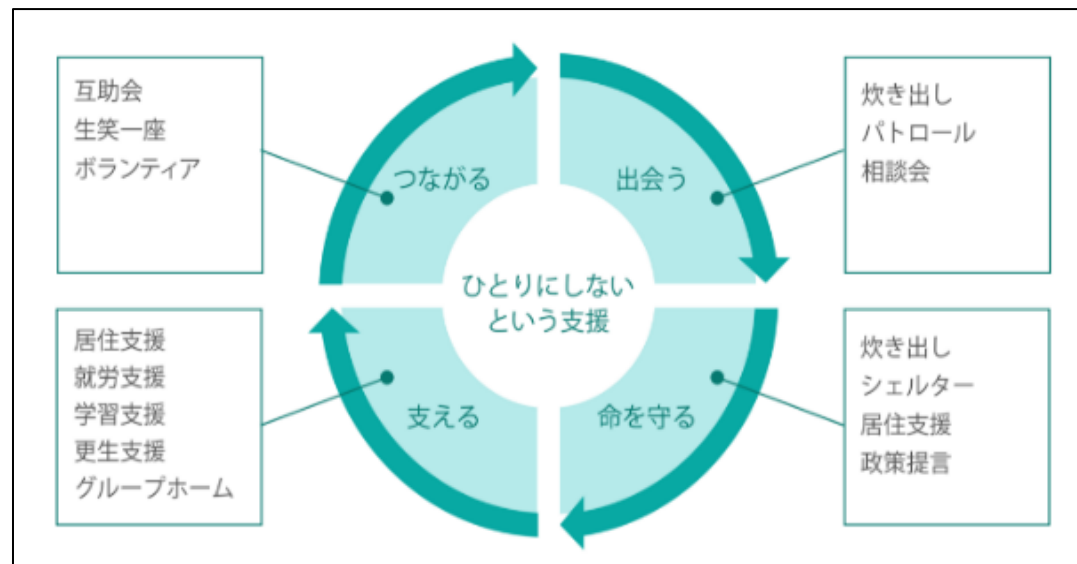 互助会
生笑一座
ボランティア
つながる
出会う
炊き出し
パトロール
相談会
ひとりにしない
という支援
居住支援
就労支援
学習支援
更生支援
グループホーム
支える
命を守る
炊き出し
シェルター
居住支援
政策提言